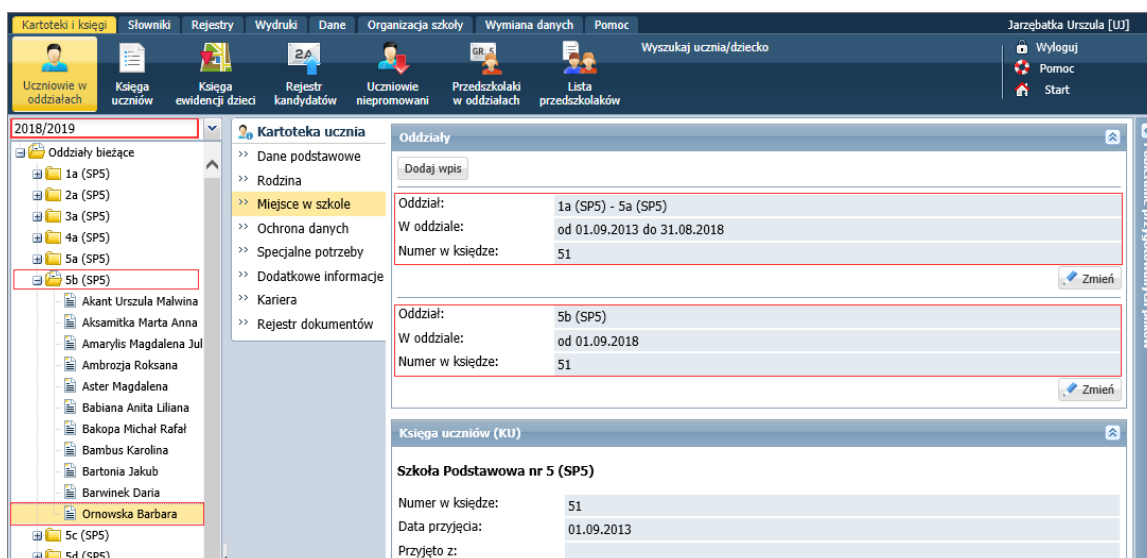 Kartoteki i księgi Słowniki Rejestry Wydruki Dane Organizacja szkoły Wymiana danych Pomoc Jarzębatka Urszula [UJ]
Uczniowie w oddziałach
Księga uczniów
Księga ewidencji dzieci
2A
Rejestr kandydatów
Uczniowie niepromowani
GR. 5
Przedszkolaki w oddziałach
Lista przedszkolaków
Wyszukaj ucznia/dziecko
Wyloguj
Pomoc
Start
2018/2019
Oddziały bieżące
1a (SP5)
2a (SP5)
3a (SP5)
4a (SP5)
5a (SP5)
5b (SP5)
Akant Urszula Malwina
Aksamitka Marta Anna
Amarylis Magdalena Jul
Ambrozja Roksana
Aster Magdalena
Babiana Anita Liliana
Bakopa Michał Rafał
Bambus Karolina
Bartonia Jakub
Barwinek Daria
Ornowska Barbara
5c (SP5)
5d (SP5)
Kartoteka ucznia
Dane podstawowe
Rodzina
Miejsce w szkole
Ochrona danych
Specjalne potrzeby
Dodatkowe informacje
Kariera
Rejestr dokumentów
Oddziały
Dodaj wpis
Oddział: 1a (SP5) - 5a (SP5)
W oddziale: od 01.09.2013 do 31.08.2018
Numer w księdze: 51
Zmień
Oddział: 5b (SP5)
W oddziale: od 01.09.2018
Numer w księdze: 51
Zmień
Księga uczniów (KU)
Szkoła Podstawowa nr 5 (SP5)
Numer w księdze: 51
Data przyjęcia: 01.09.2013
Przyjęto z: